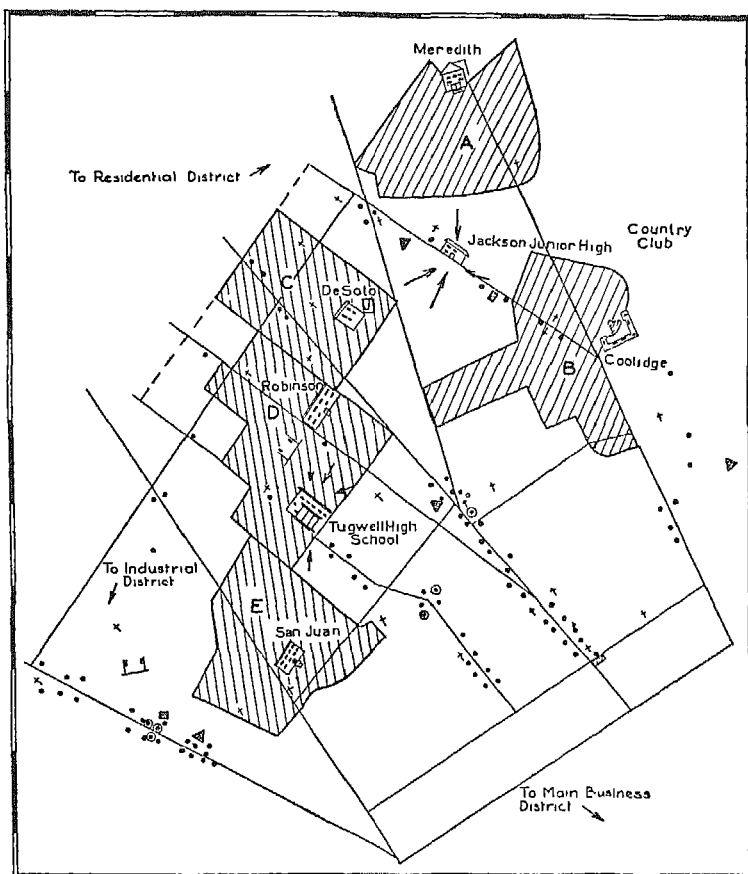 Meredith
A
To Residential District
Country
Club
Jackson Junior High
C
DeSoto
B
Coolidge
Robinson
D
Tugwell High
School
To Industrial
District
E
San Juan
To Main Business
District